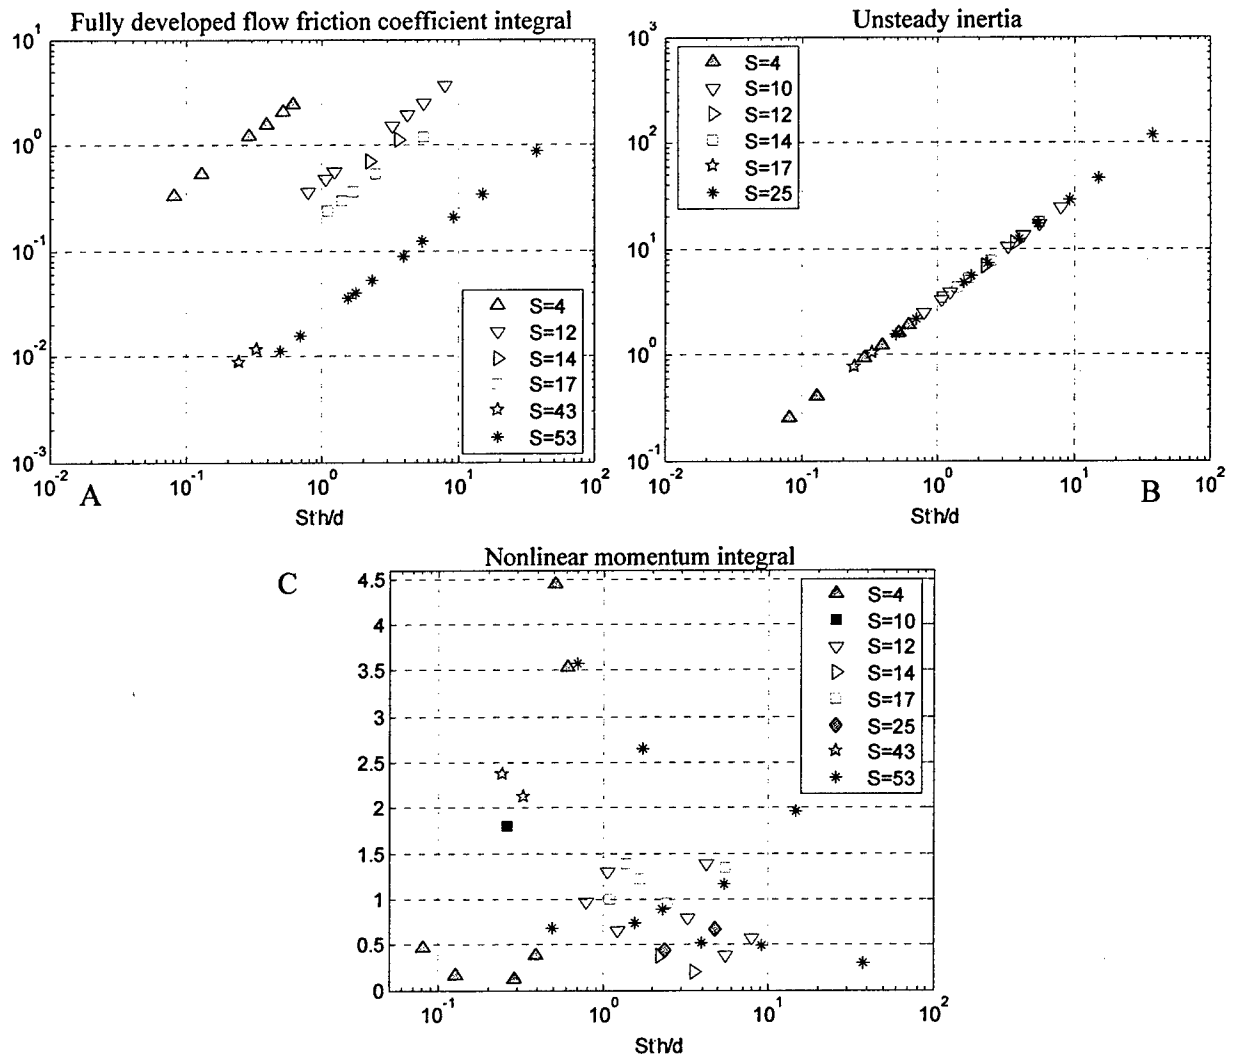 Fully developed flow friction coefficient integral
10^1
10^0
10^-1
10^-2
10^-3
S=4
S=12
S=14
S=17
S=43
S=53
10^-2
10^-1
10^0
10^1
10^2
A
St h/d
Unsteady inertia
10^3
10^2
10^1
10^0
10^-1
S=4
S=10
S=12
S=14
S=17
S=25
10^-2
10^-1
10^0
10^1
10^2
B
St h/d
Nonlinear momentum integral
C
4.5
4
3.5
3
2.5
2
1.5
1
0.5
0
S=4
S=10
S=12
S=14
S=17
S=25
S=43
S=53
10^-1
10^0
10^1
10^2
St h/d